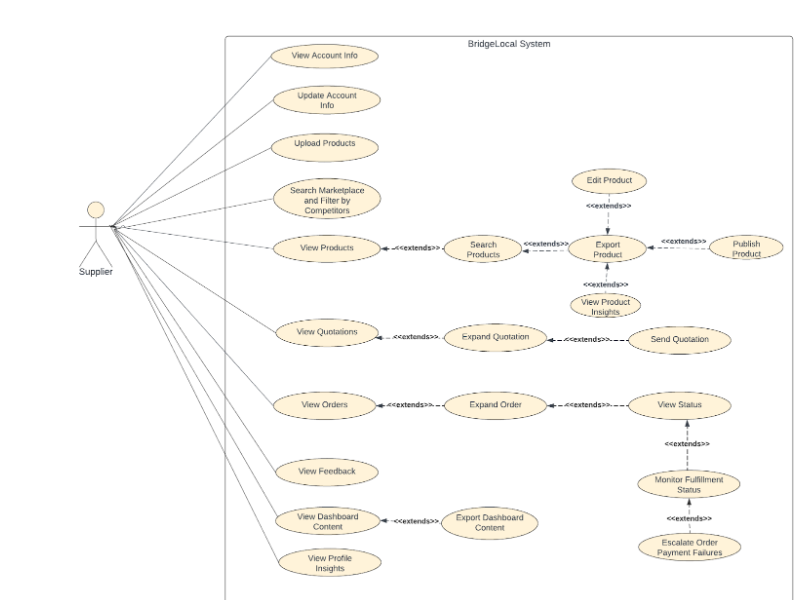 BridgeLocal System
View Account Info
Update Account
Info
Upload Products
Search Marketplace
and Filter by
Competitors
Edit Product
<<extends>>
View Products
<<extends>>
Search
Products
<<extends>>
Export
Product
<<extends>>
Publish
Product
Supplier
<<extends>>
View Product
Insights
View Quotations
<<extends>>
Expand Quotation
<<extends>>
Send Quotation
View Orders
<<extends>>
Expand Order
<<extends>>
View Status
<<extends>>
View Feedback
Monitor Fulfillment
Status
<<extends>>
View Dashboard
Content
<<extends>>
Export Dashboard
Content
Escalate Order
Payment Failures
View Profile
Insights